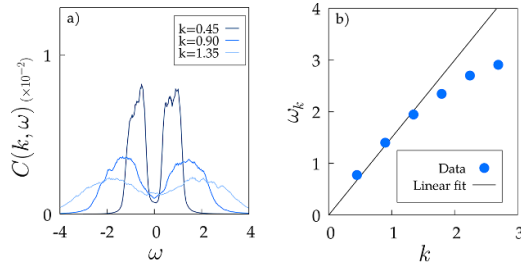 a)
k=0.45
k=0.90
k=1.35
1
0
C(k, ω) (×10⁻²)
-4 -2 0 2 4
ω
b)
4
3
2
1
0
ω_k
Data
Linear fit
0 1 2 3
k